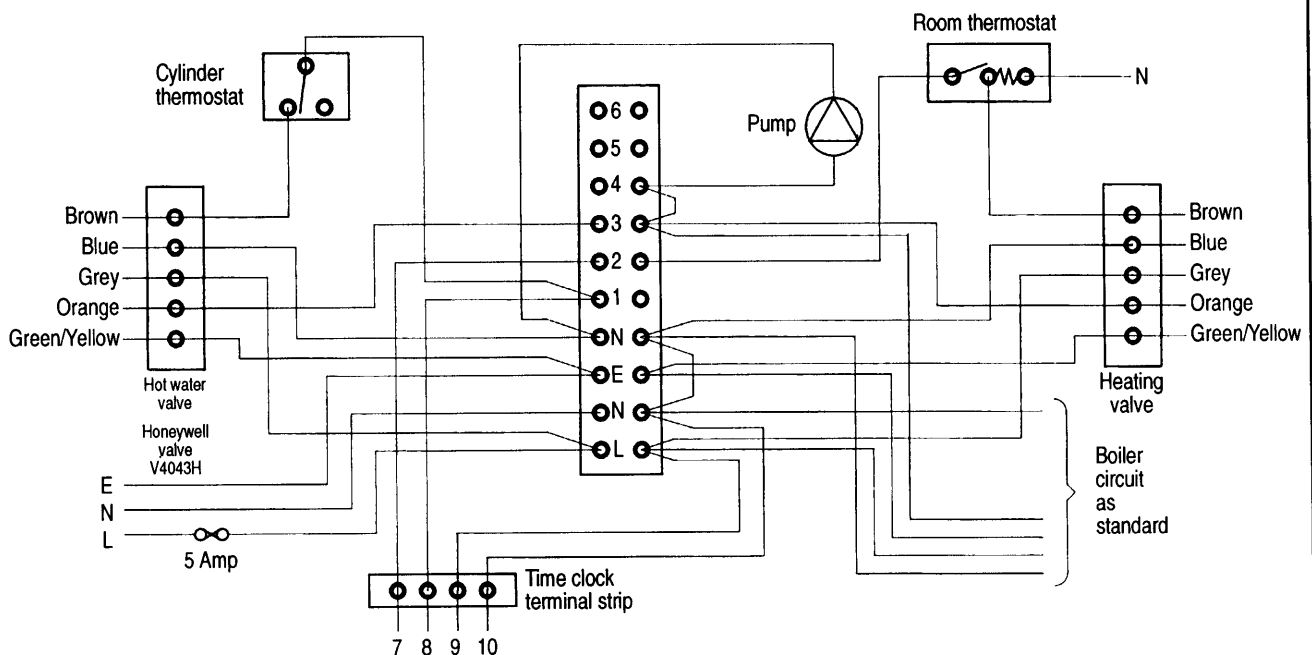 Room thermostat
Cylinder
thermostat
N
Pump
6
5
4
3
2
1
N
E
N
L
Brown
Blue
Grey
Orange
Green/Yellow
Hot water
valve
Honeywell
valve
V4043H
Brown
Blue
Grey
Orange
Green/Yellow
Heating
valve
Boiler
circuit
as
standard
E
N
L
5 Amp
Time clock
terminal strip
7 8 9 10